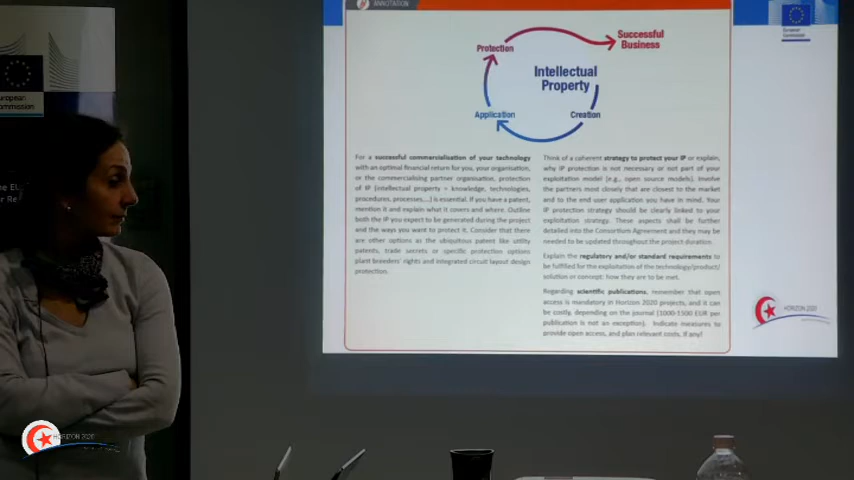 ANNOTATION
European
Commission
Protection
Successful
Business
Intellectual
Property
Application
Creation
For a successful commercialisation of your technology
with an optimal financial return for you, your organisation,
or the commercialising partner organisation, protection
of IP (intellectual property = knowledge, technologies,
procedures, processes,...) is essential. If you have a patent,
mention it and explain what it covers and where. Outline
both the IP you expect to be generated during the project
and the ways you want to protect it. Consider that there
are other options as the ubiquitous patent like utility
patents, trade secrets or specific protection options
plant breeders' rights and integrated circuit layout design
protection.
Think of a coherent strategy to protect your IP or explain,
why IP protection is not necessary or not part of your
exploitation model (e.g., open source models). Involve
the partners most closely that are closest to the market
and to the end user application you have in mind. Your
IP protection strategy should be clearly linked to your
exploitation strategy. These aspects shall be further
detailed into the Consortium Agreement and they may be
needed to be updated throughout the project duration.
Explain the regulatory and/or standard requirements to
be fulfilled for the exploitation of the technology/product/
solution or concept: how are they met.
Regarding scientific publications, remember that open
access is mandatory in Horizon 2020 projects, and it can
be costly, depending on the journal (1000-1500 EUR per
publication is not an exception). Indicate measures to
provide open access, and plan relevant costs, if any!
HORIZON 2020
European
Commission
HORIZON 2020